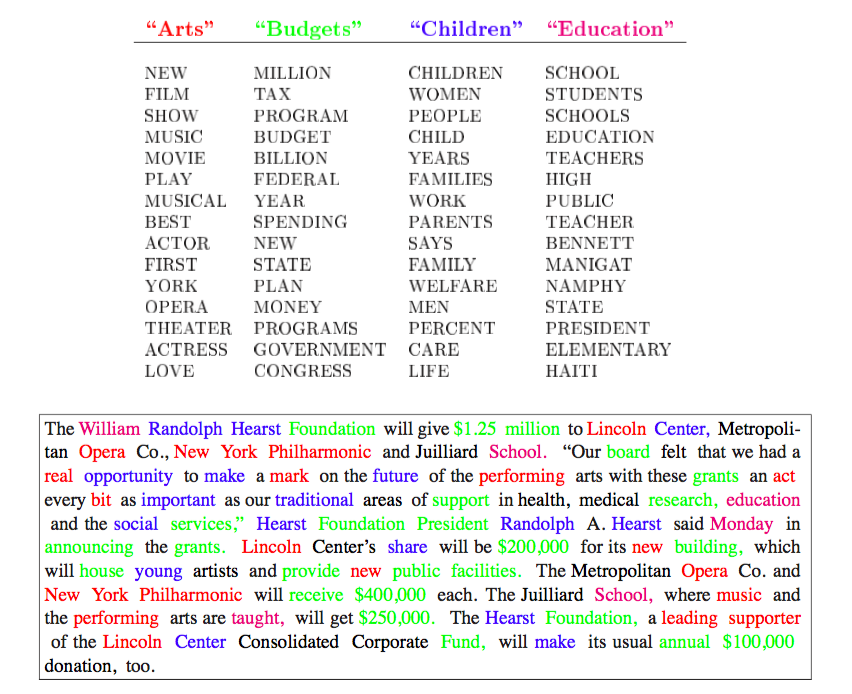 “Arts” “Budgets” “Children” “Education”
NEW MILLION CHILDREN SCHOOL
FILM TAX WOMEN STUDENTS
SHOW PROGRAM PEOPLE SCHOOLS
MUSIC BUDGET CHILD EDUCATION
MOVIE BILLION YEARS TEACHERS
PLAY FEDERAL FAMILIES HIGH
MUSICAL YEAR WORK PUBLIC
BEST SPENDING PARENTS TEACHER
ACTOR NEW SAYS BENNETT
FIRST STATE FAMILY MANIGAT
YORK PLAN WELFARE NAMPHY
OPERA MONEY MEN STATE
THEATER PROGRAMS PERCENT PRESIDENT
ACTRESS GOVERNMENT CARE ELEMENTARY
LOVE CONGRESS LIFE HAITI
The William Randolph Hearst Foundation will give $1.25 million to Lincoln Center, Metropoli-
tan Opera Co., New York Philharmonic and Juilliard School. “Our board felt that we had a
real opportunity to make a mark on the future of the performing arts with these grants an act
every bit as important as our traditional areas of support in health, medical research, education
and the social services,” Hearst Foundation President Randolph A. Hearst said Monday in
announcing the grants. Lincoln Center’s share will be $200,000 for its new building, which
will house young artists and provide new public facilities. The Metropolitan Opera Co. and
New York Philharmonic will receive $400,000 each. The Juilliard School, where music and
the performing arts are taught, will get $250,000. The Hearst Foundation, a leading supporter
of the Lincoln Center Consolidated Corporate Fund, will make its usual annual $100,000
donation, too.